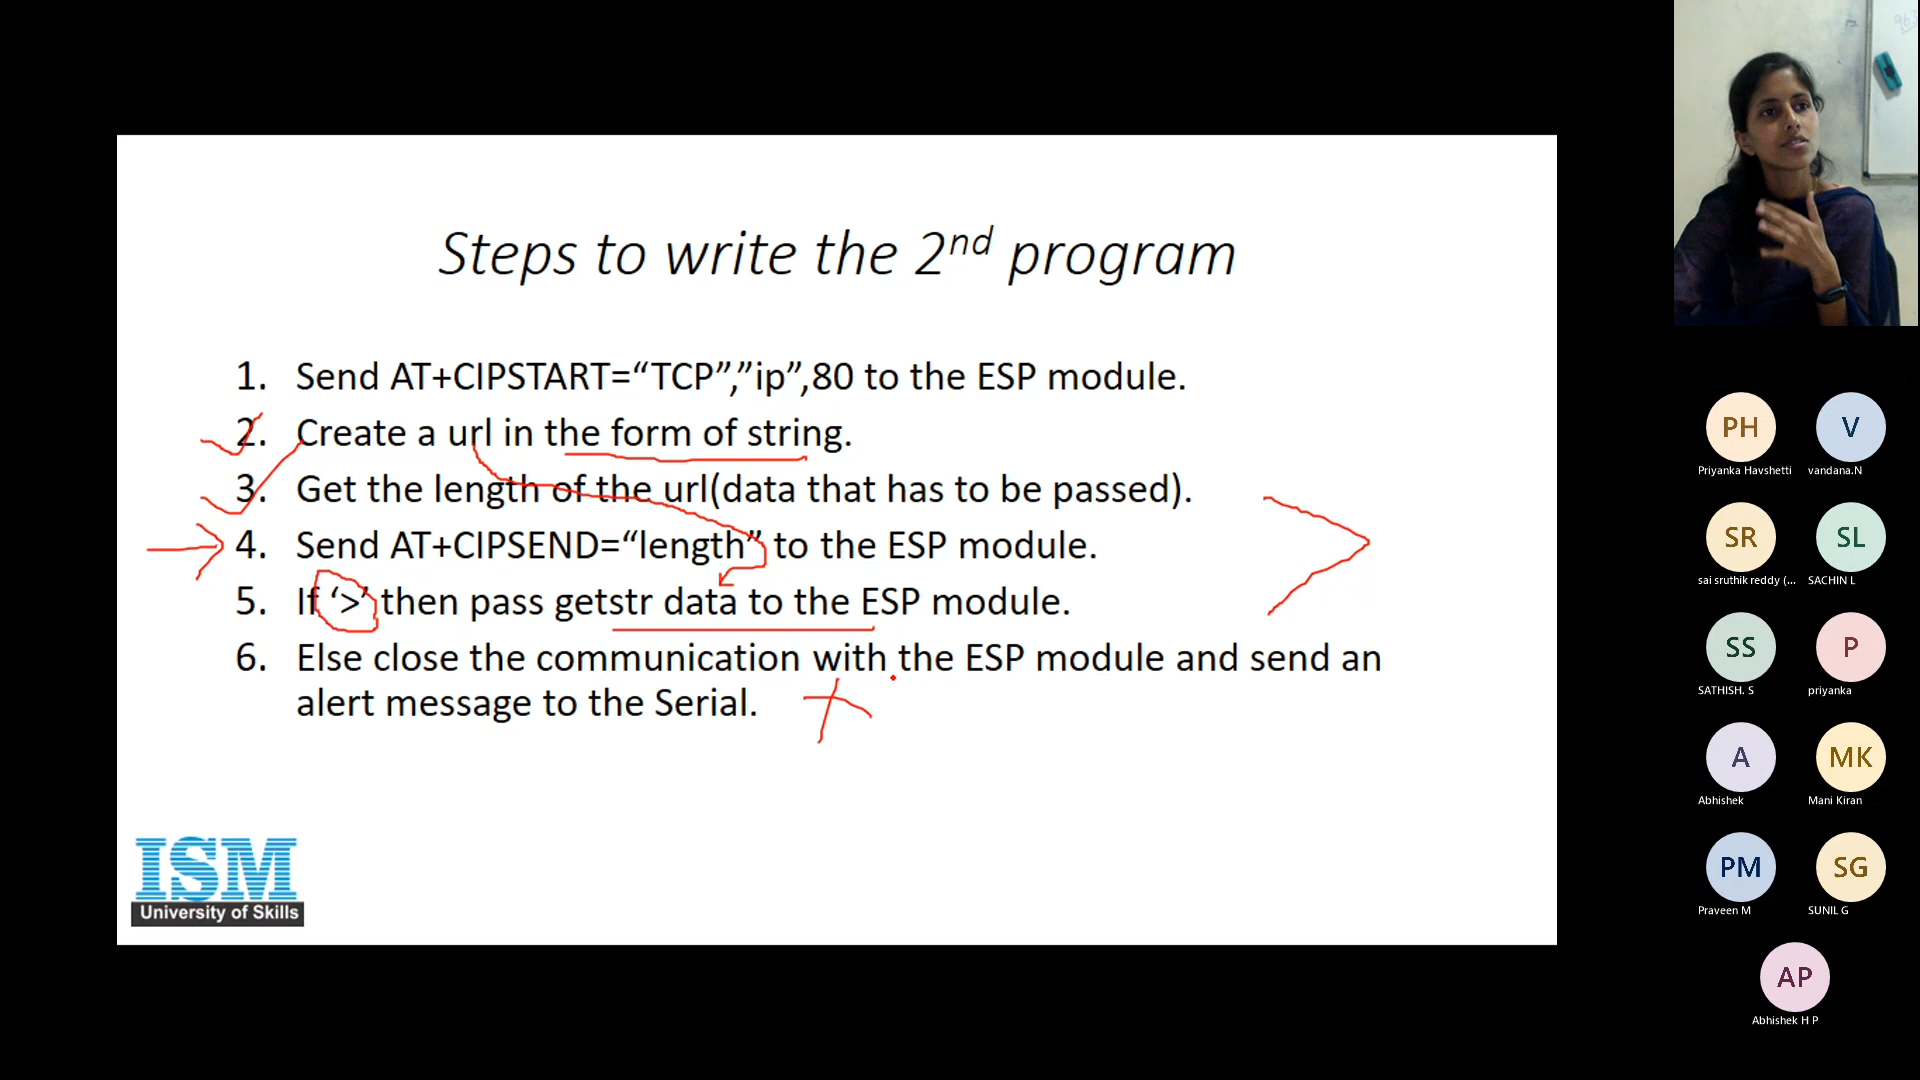 Steps to write the 2nd program
1. Send AT+CIPSTART=“TCP”,”ip”,80 to the ESP module.
2. Create a url in the form of string.
3. Get the length of the url(data that has to be passed).
4. Send AT+CIPSEND=“length” to the ESP module.
5. If ‘>’ then pass getstr data to the ESP module.
6. Else close the communication with the ESP module and send an
alert message to the Serial.
ISM
University of Skills
PH
Priyanka Havshetti
V
vandana.N
SR
sai sruthik reddy (...
SL
SACHIN L
SS
SATHISH. S
P
priyanka
A
Abhishek
MK
Mani Kiran
PM
Praveen M
SG
SUNIL G
AP
Abhishek H P